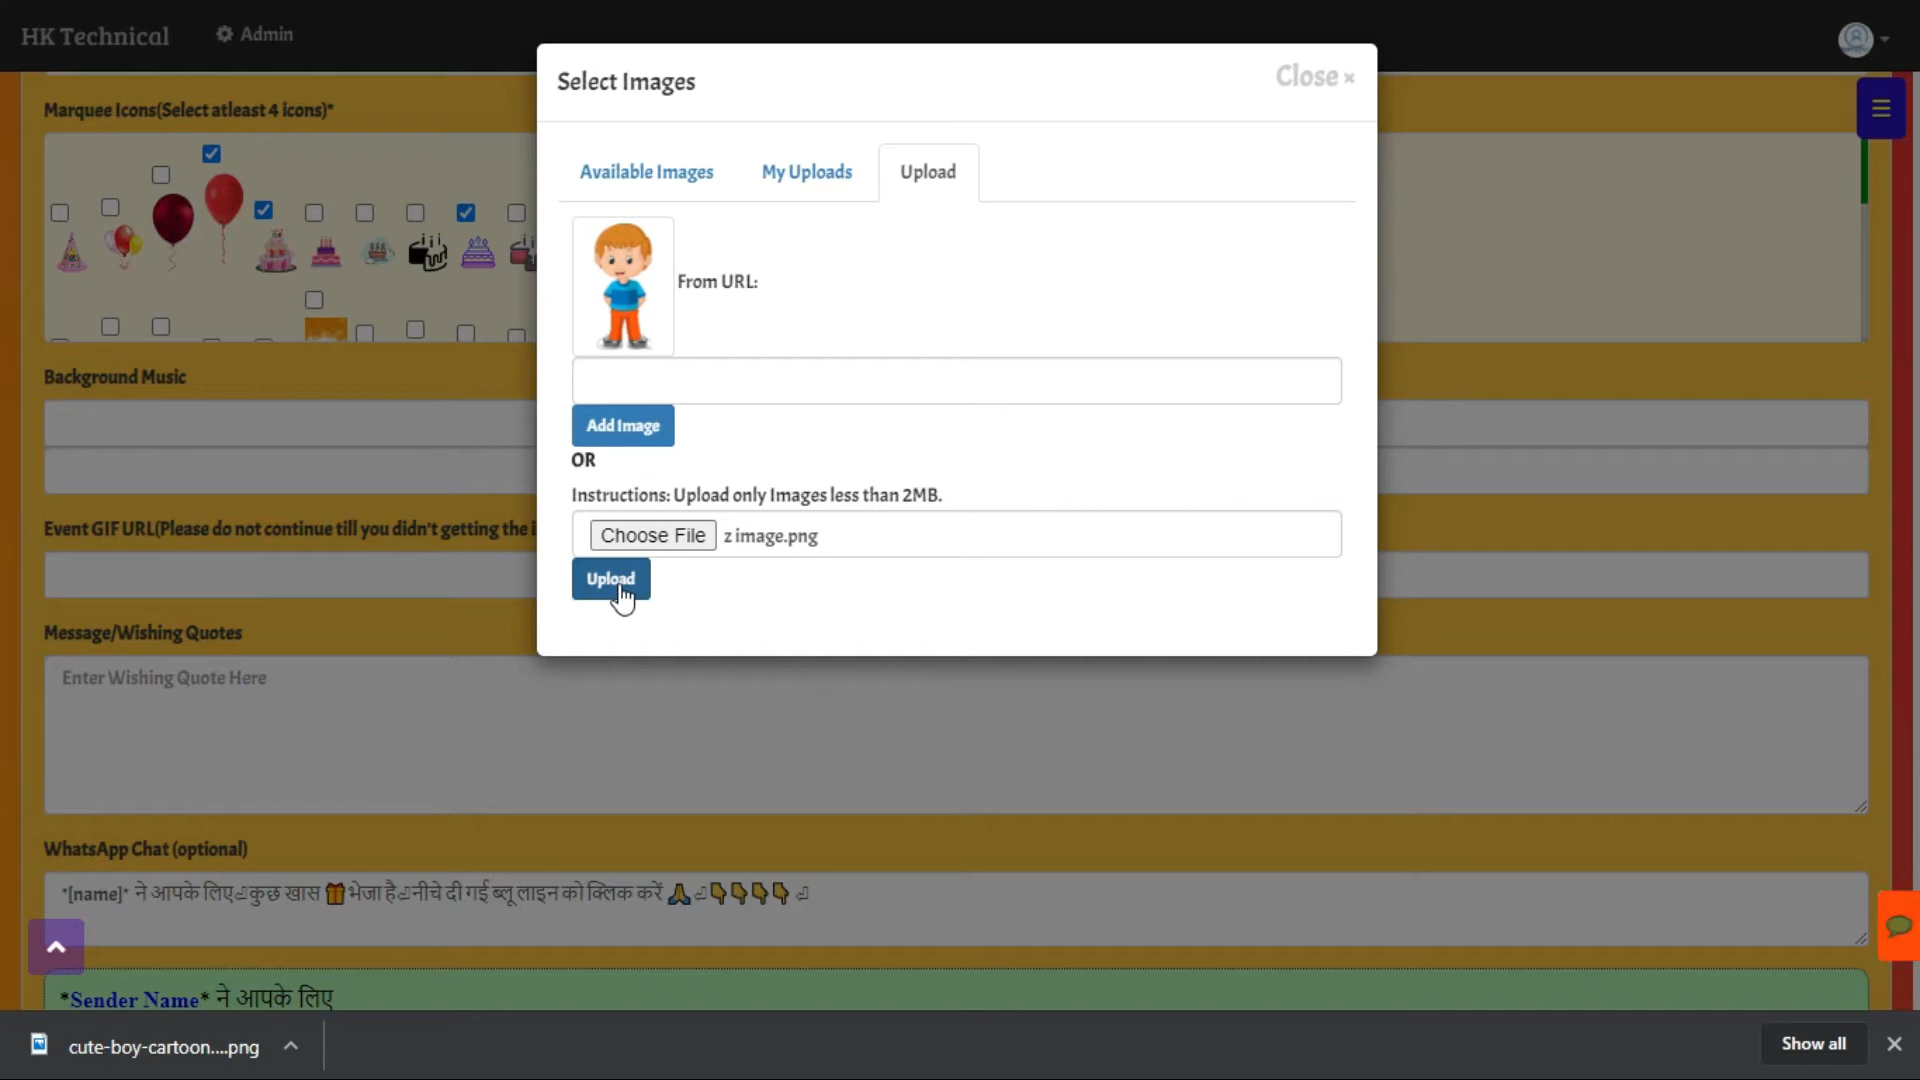 HK Technical
Admin
Select Images
Close ×
Marquee Icons(Select atleast 4 icons)*
Available Images
My Uploads
Upload
From URL:
Add Image
OR
Instructions: Upload only Images less than 2MB.
Choose File z image.png
Upload
Background Music
Event GIF URL(Please do not continue till you didn't getting the i
Message/Wishing Quotes
Enter Wishing Quote Here
WhatsApp Chat (optional)
*[name]* ने आपके लिए⏎कुछ खास 🎁भेजा है⏎नीचे दी गई ब्लू लाइन को क्लिक करें 🙏⏎👇👇👇👇 ⏎
*Sender Name* ने आपके लिए
cute-boy-cartoon....png
Show all